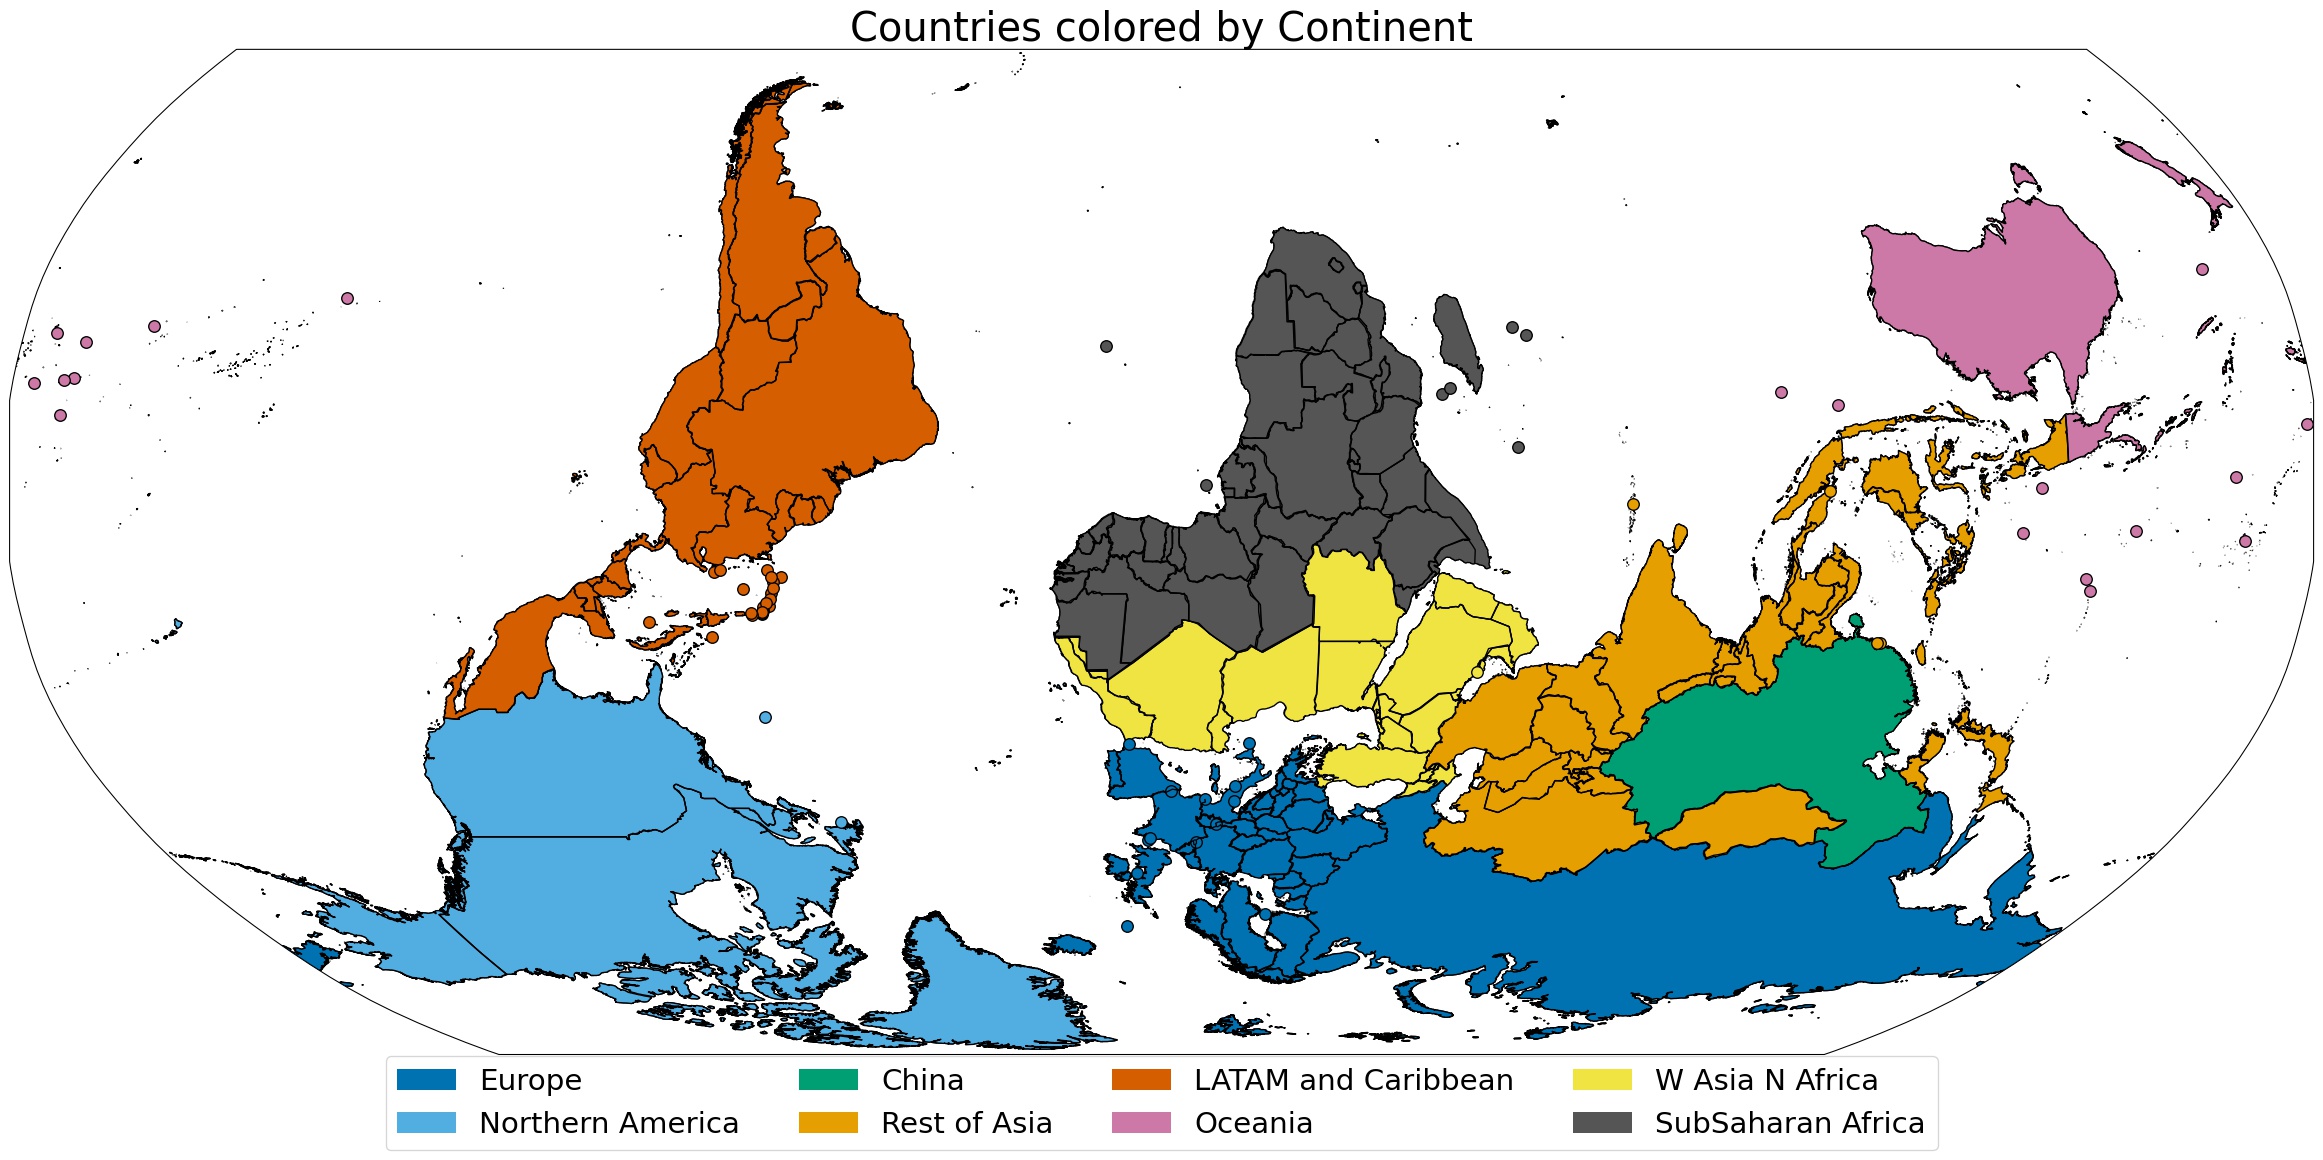 Countries colored by Continent
Europe
Northern America
China
Rest of Asia
LATAM and Caribbean
Oceania
W Asia N Africa
SubSaharan Africa